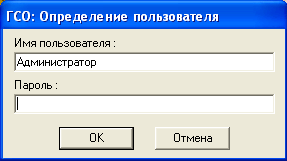 ГСО: Определение пользователя
Имя пользователя :
Администратор
Пароль :
OK
Отмена